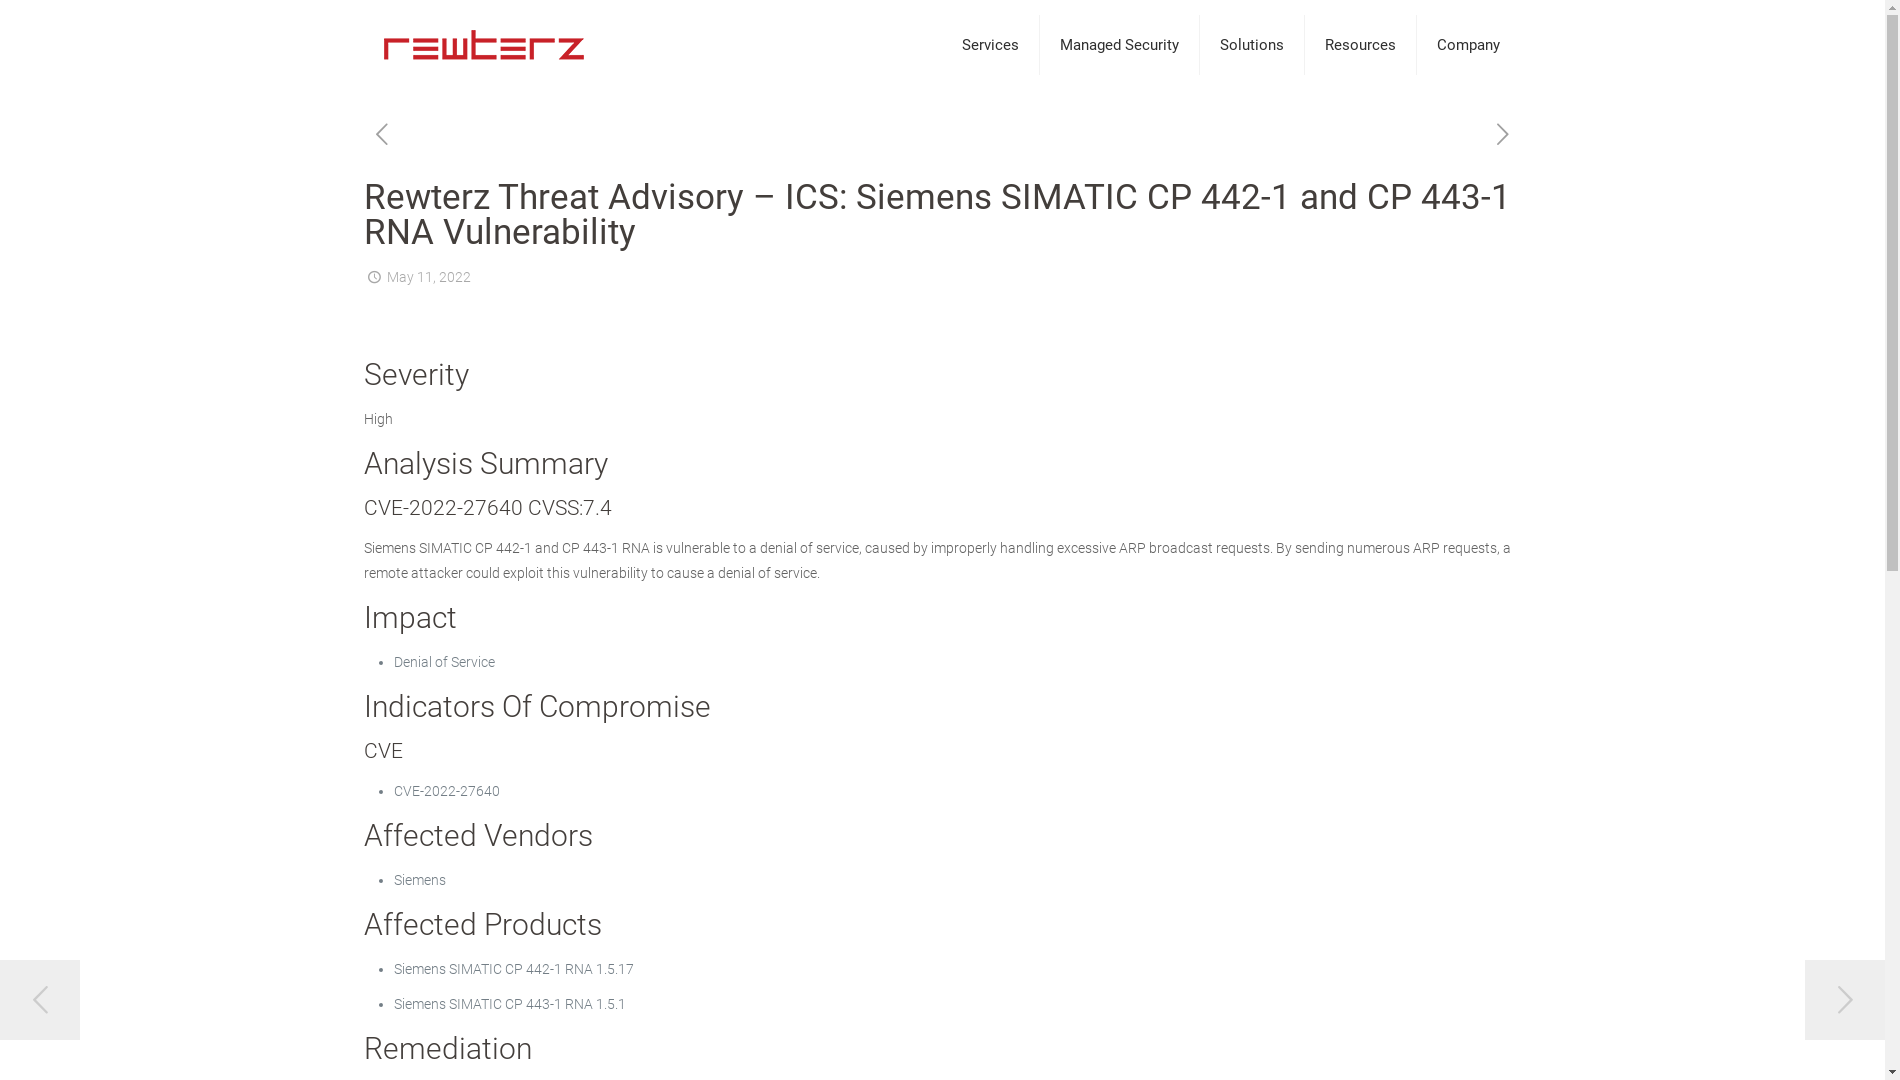 rewterz
Services
Managed Security
Solutions
Resources
Company
Rewterz Threat Advisory – ICS: Siemens SIMATIC CP 442-1 and CP 443-1
RNA Vulnerability
May 11, 2022
Severity
High
Analysis Summary
CVE-2022-27640 CVSS:7.4
Siemens SIMATIC CP 442-1 and CP 443-1 RNA is vulnerable to a denial of service, caused by improperly handling excessive ARP broadcast requests. By sending numerous ARP requests, a
remote attacker could exploit this vulnerability to cause a denial of service.
Impact
• Denial of Service
Indicators Of Compromise
CVE
• CVE-2022-27640
Affected Vendors
• Siemens
Affected Products
• Siemens SIMATIC CP 442-1 RNA 1.5.17
• Siemens SIMATIC CP 443-1 RNA 1.5.1
Remediation